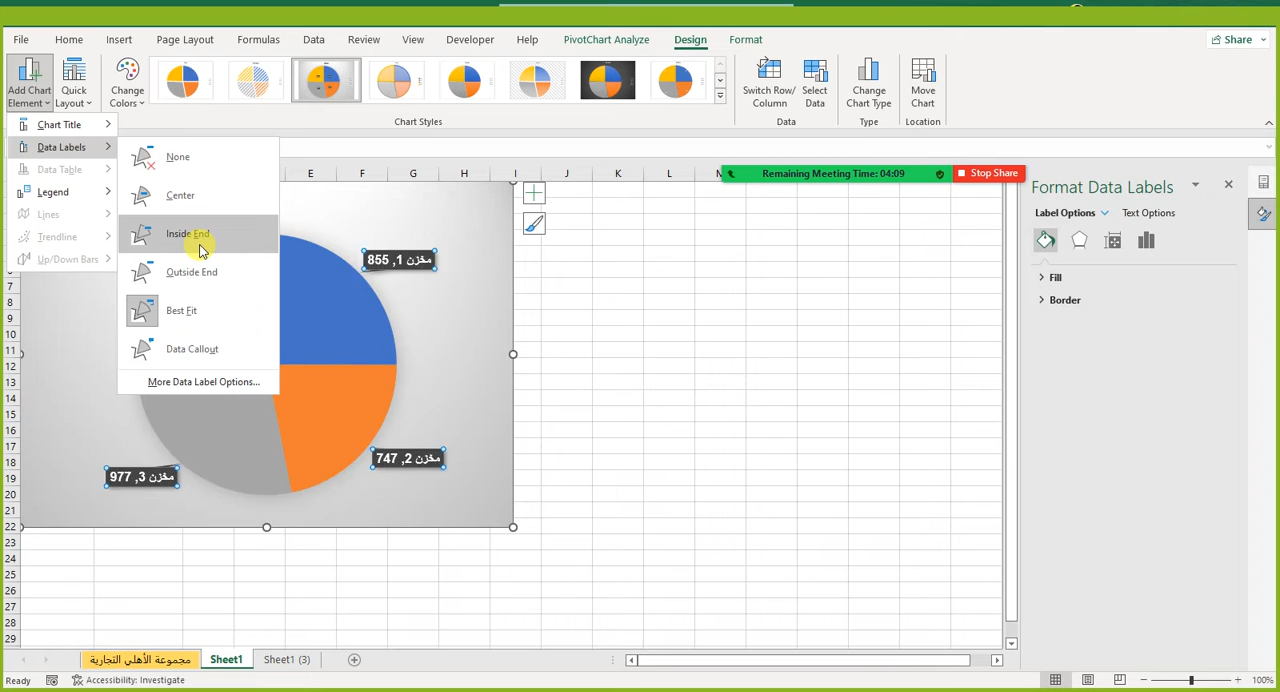 File Home Insert Page Layout Formulas Data Review View Developer Help PivotChart Analyze Design Format Share
Add Chart Element
Quick Layout
Change Colors
Switch Row/ Column
Select Data
Change Chart Type
Move Chart
Chart Styles Data Type Location
Chart Title
Data Labels
Data Table
Legend
Lines
Trendline
Up/Down Bars
None
Center
Inside End
Outside End
Best Fit
Data Callout
More Data Label Options...
Remaining Meeting Time: 04:09 Stop Share
E F G H I J K L
7
8
9
10
11
12
13
14
15
16
17
18
19
20
21
22
23
24
25
26
27
28
29
مخزن 1, 855
مخزن 2, 747
مخزن 3, 977
Format Data Labels
Label Options Text Options
Fill
Border
مجموعة الأهلي التجارية Sheet1 Sheet1 (3)
Ready Accessibility: Investigate 100%